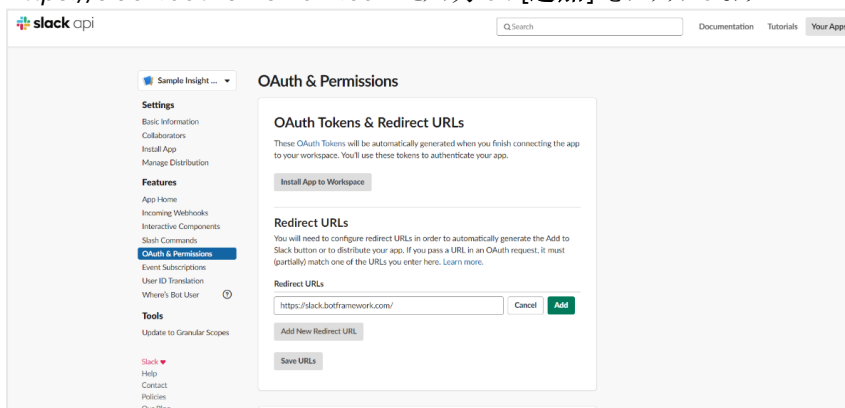 slack api
Search
Documentation
Tutorials
Your Apps
Sample Insight ...
Settings
Basic Information
Collaborators
Install App
Manage Distribution
Features
App Home
Incoming Webhooks
Interactive Components
Slash Commands
OAuth & Permissions
Event Subscriptions
User ID Translation
Where's Bot User
Tools
Update to Granular Scopes
Slack
Help
Contact
Policies
OAuth & Permissions
OAuth Tokens & Redirect URLs
These OAuth Tokens will be automatically generated when you finish connecting the app
to your workspace. You'll use these tokens to authenticate your app.
Install App to Workspace
Redirect URLs
You will need to configure redirect URLs in order to automatically generate the Add to
Slack button or to distribute your app. If you pass a URL in an OAuth request, it must
(partially) match one of the URLs you enter here. Learn more.
Redirect URLs
https://slack.botframework.com/
Cancel
Add
Add New Redirect URL
Save URLs